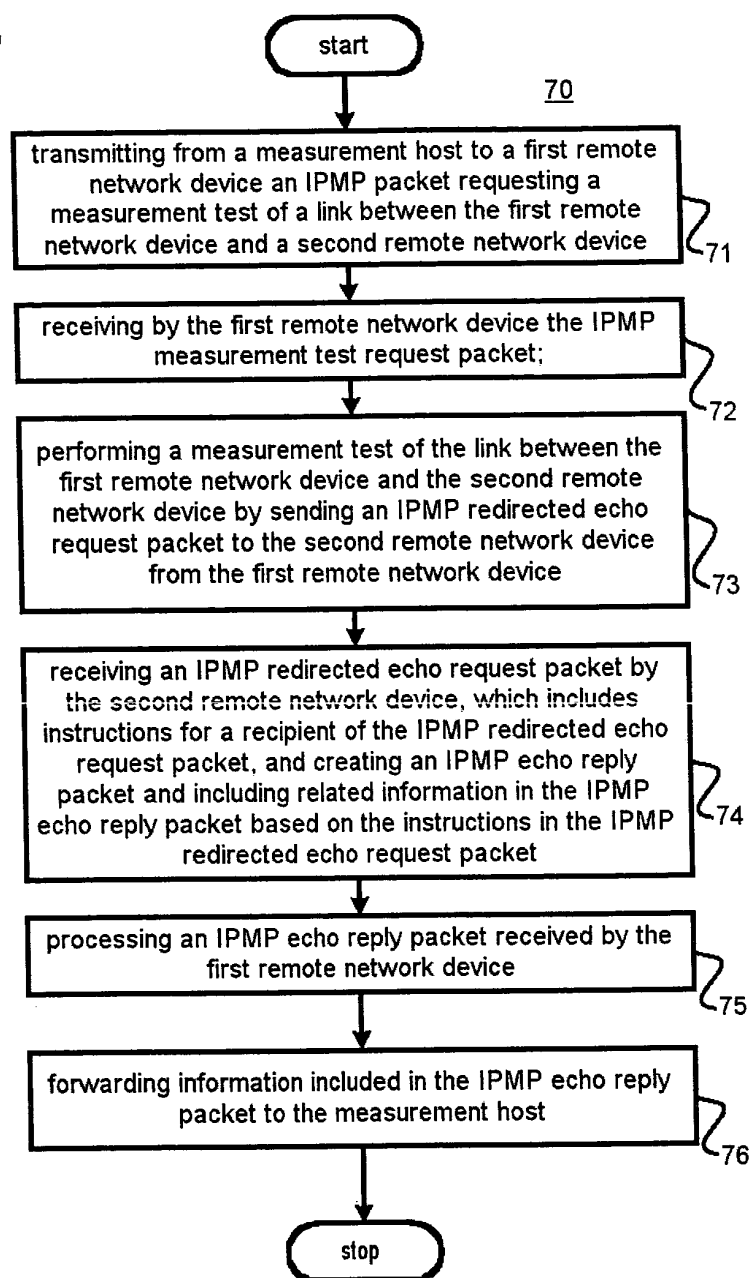 start
70
transmitting from a measurement host to a first remote
network device an IPMP packet requesting a
measurement test of a link between the first remote
network device and a second remote network device
71
receiving by the first remote network device the IPMP
measurement test request packet;
72
performing a measurement test of the link between the
first remote network device and the second remote
network device by sending an IPMP redirected echo
request packet to the second remote network device
from the first remote network device
73
receiving an IPMP redirected echo request packet by
the second remote network device, which includes
instructions for a recipient of the IPMP redirected echo
request packet, and creating an IPMP echo reply
packet and including related information in the IPMP
echo reply packet based on the instructions in the IPMP
redirected echo request packet
74
processing an IPMP echo reply packet received by the
first remote network device
75
forwarding information included in the IPMP echo reply
packet to the measurement host
76
stop